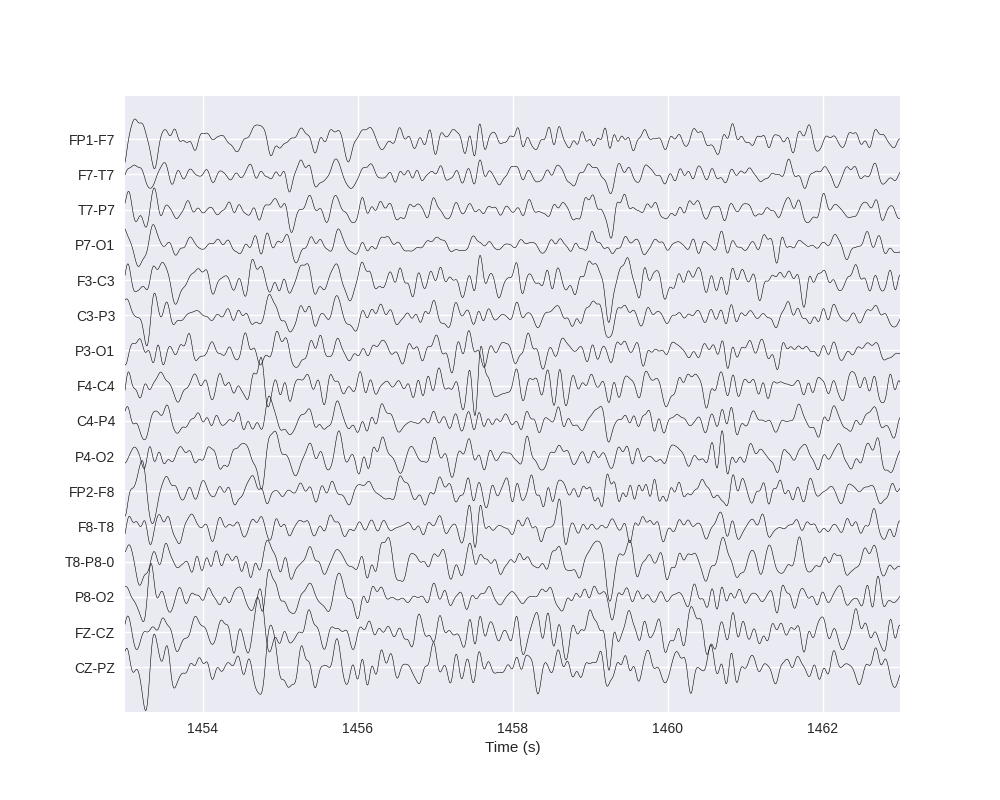 FP1-F7
F7-T7
T7-P7
P7-O1
F3-C3
C3-P3
P3-O1
F4-C4
C4-P4
P4-O2
FP2-F8
F8-T8
T8-P8-0
P8-O2
FZ-CZ
CZ-PZ
1454 1456 1458 1460 1462
Time (s)